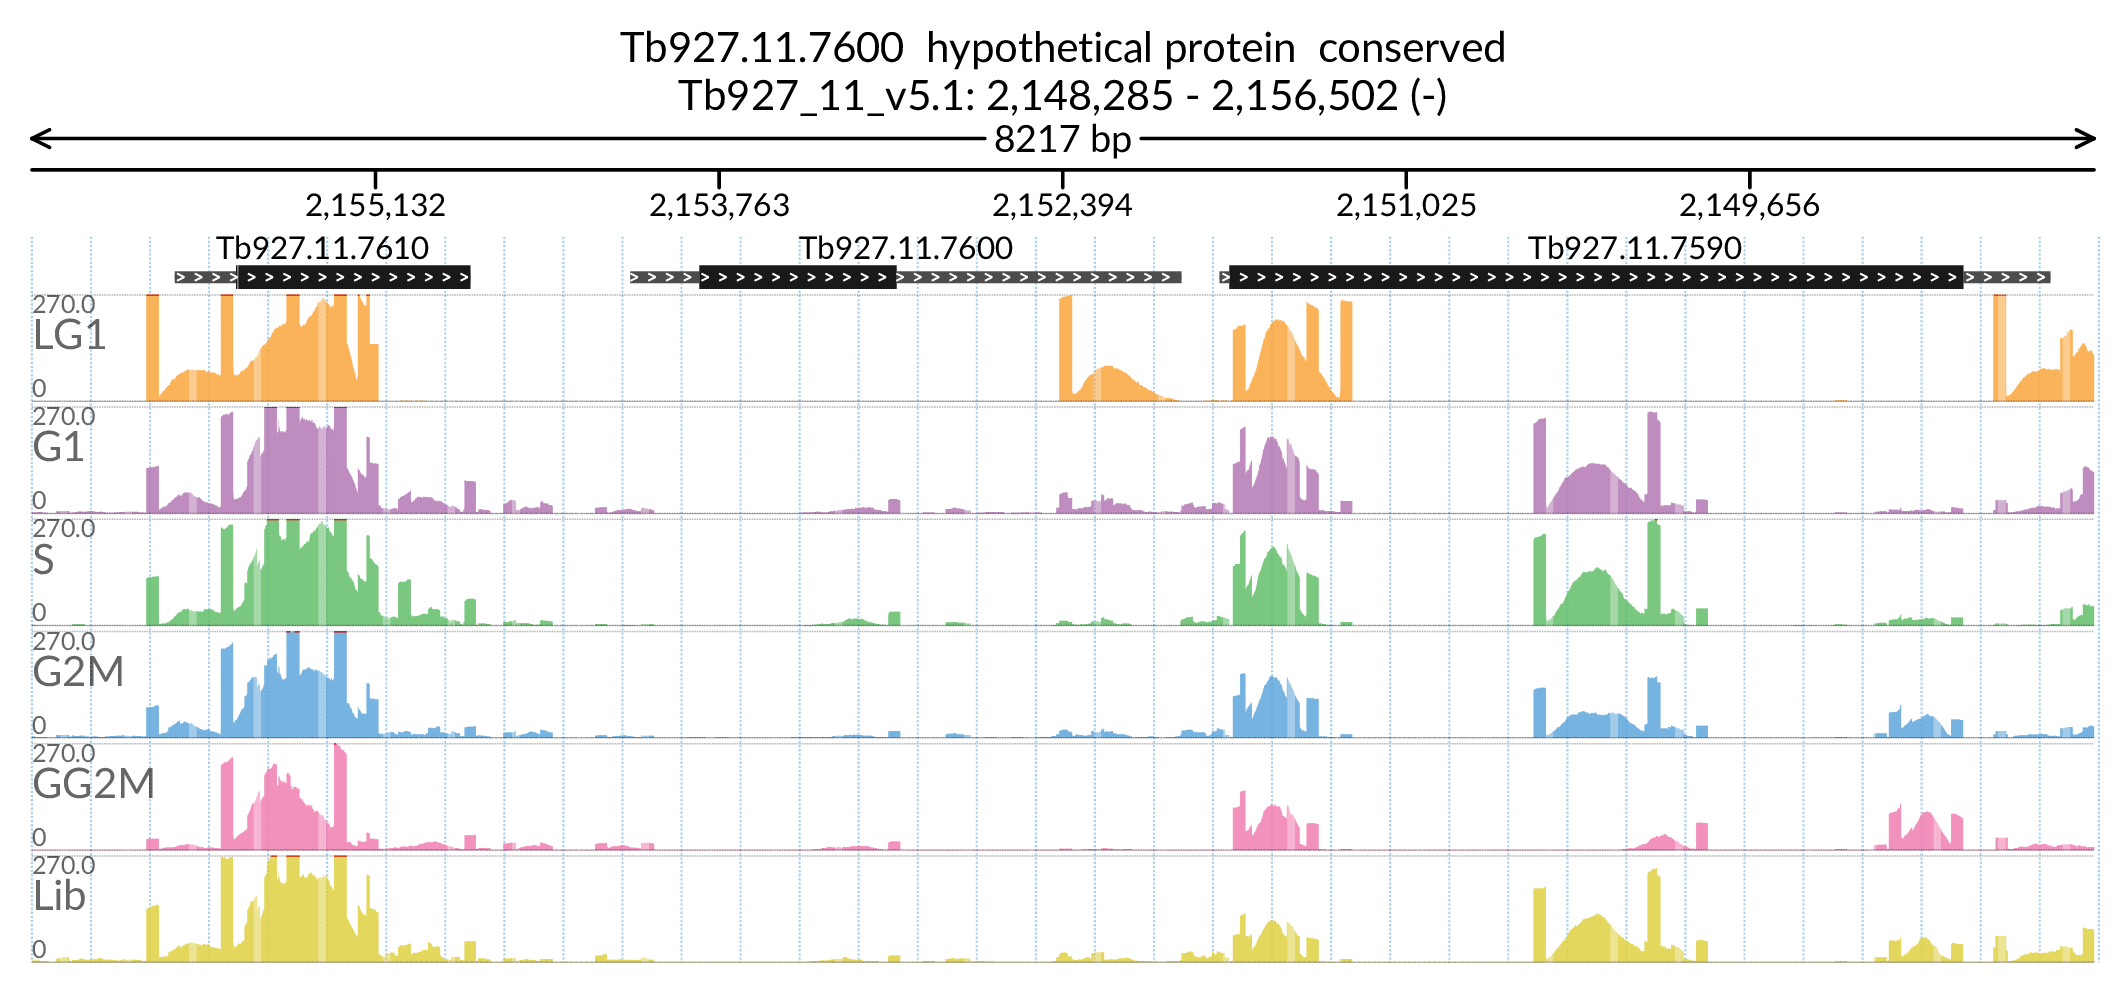 Tb927.11.7600 hypothetical protein conserved
Tb927_11_v5.1: 2,148,285 - 2,156,502 (-)
8217 bp
2,155,132 2,153,763 2,152,394 2,151,025 2,149,656
Tb927.11.7610 Tb927.11.7600 Tb927.11.7590
270.0
LG1
0
270.0
G1
0
270.0
S
0
270.0
G2M
0
270.0
GG2M
0
270.0
Lib
0